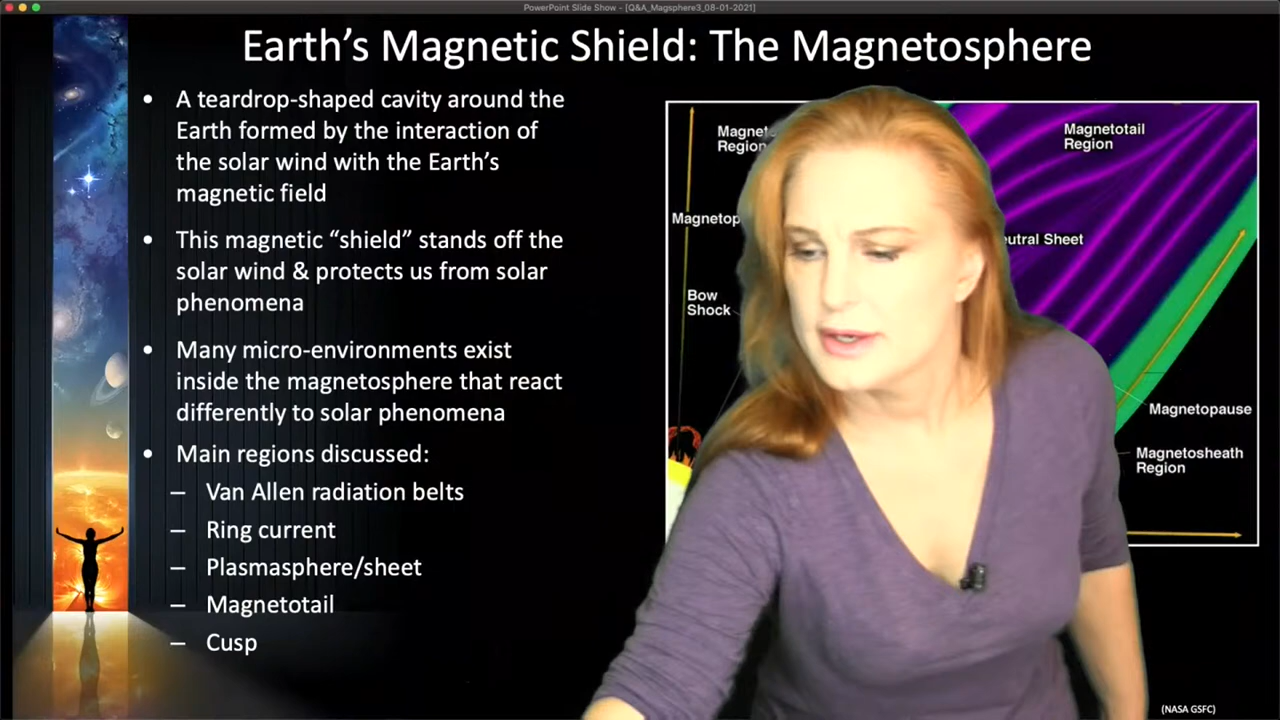 PowerPoint Slide Show - [Q&A_Magsphere3_08-01-2021]
Earth's Magnetic Shield: The Magnetosphere
• A teardrop-shaped cavity around the
Earth formed by the interaction of
the solar wind with the Earth's
magnetic field
• This magnetic “shield” stands off the
solar wind & protects us from solar
phenomena
• Many micro-environments exist
inside the magnetosphere that react
differently to solar phenomena
• Main regions discussed:
– Van Allen radiation belts
– Ring current
– Plasmasphere/sheet
– Magnetotail
– Cusp
Region
Magnetotail
Region
Sheet
Bow
Shock
Magnetopause
Magnetosheath
Region
(NASA GSFC)